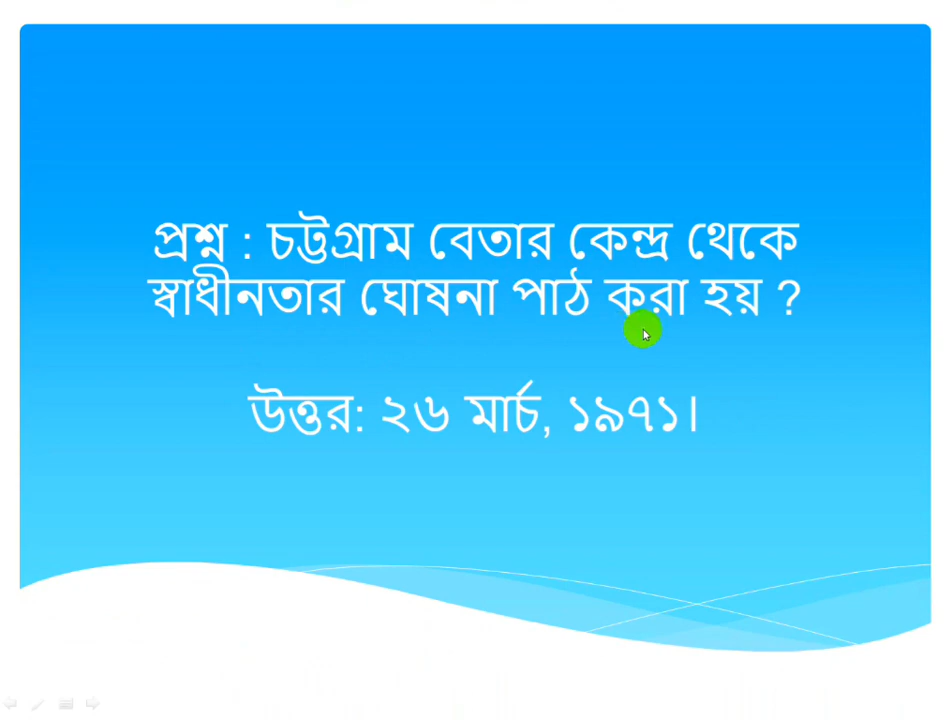 প্রশ্ন : চট্টগ্রাম বেতার কেন্দ্র থেকে
স্বাধীনতার ঘোষনা পাঠ করা হয় ?
উত্তর: ২৬ মার্চ, ১৯৭১।